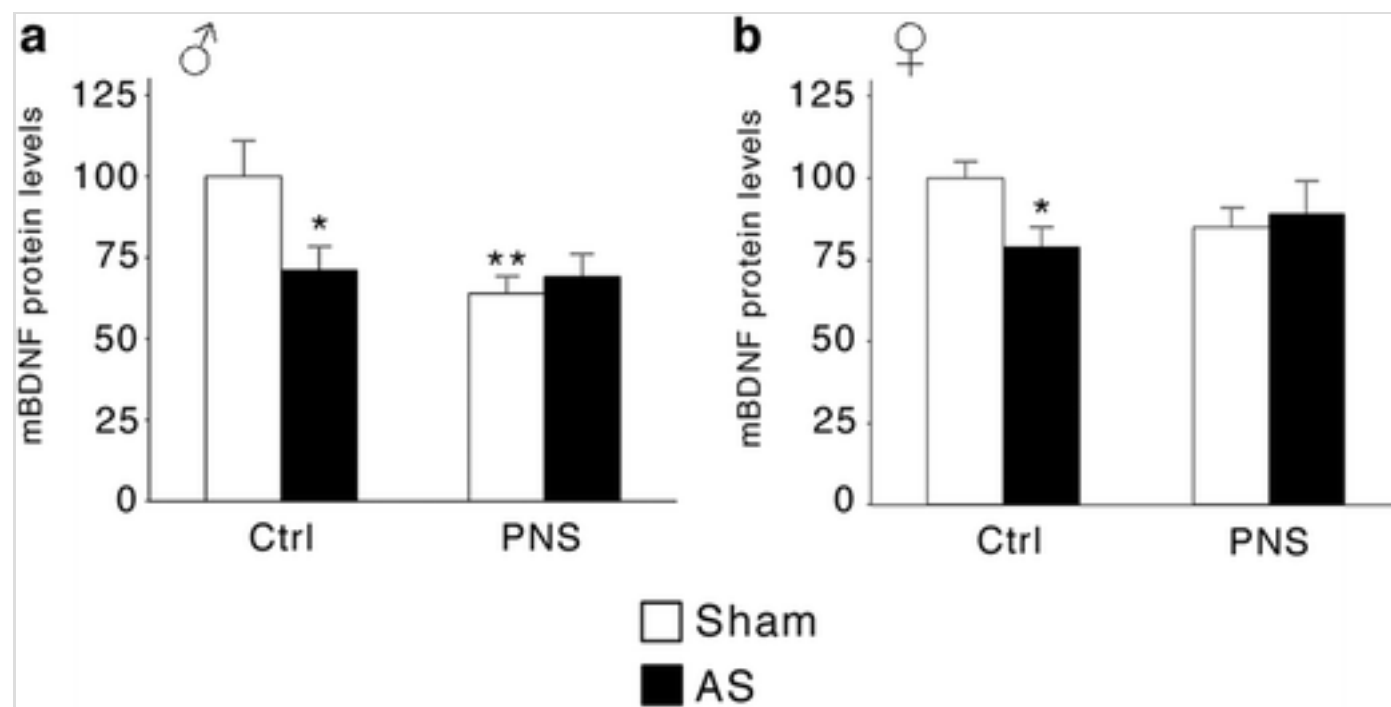 a ♂
mBDNF protein levels
125
100
75
50
25
0
*
**
Ctrl PNS
b ♀
mBDNF protein levels
125
100
75
50
25
0
*
Ctrl PNS
Sham
AS